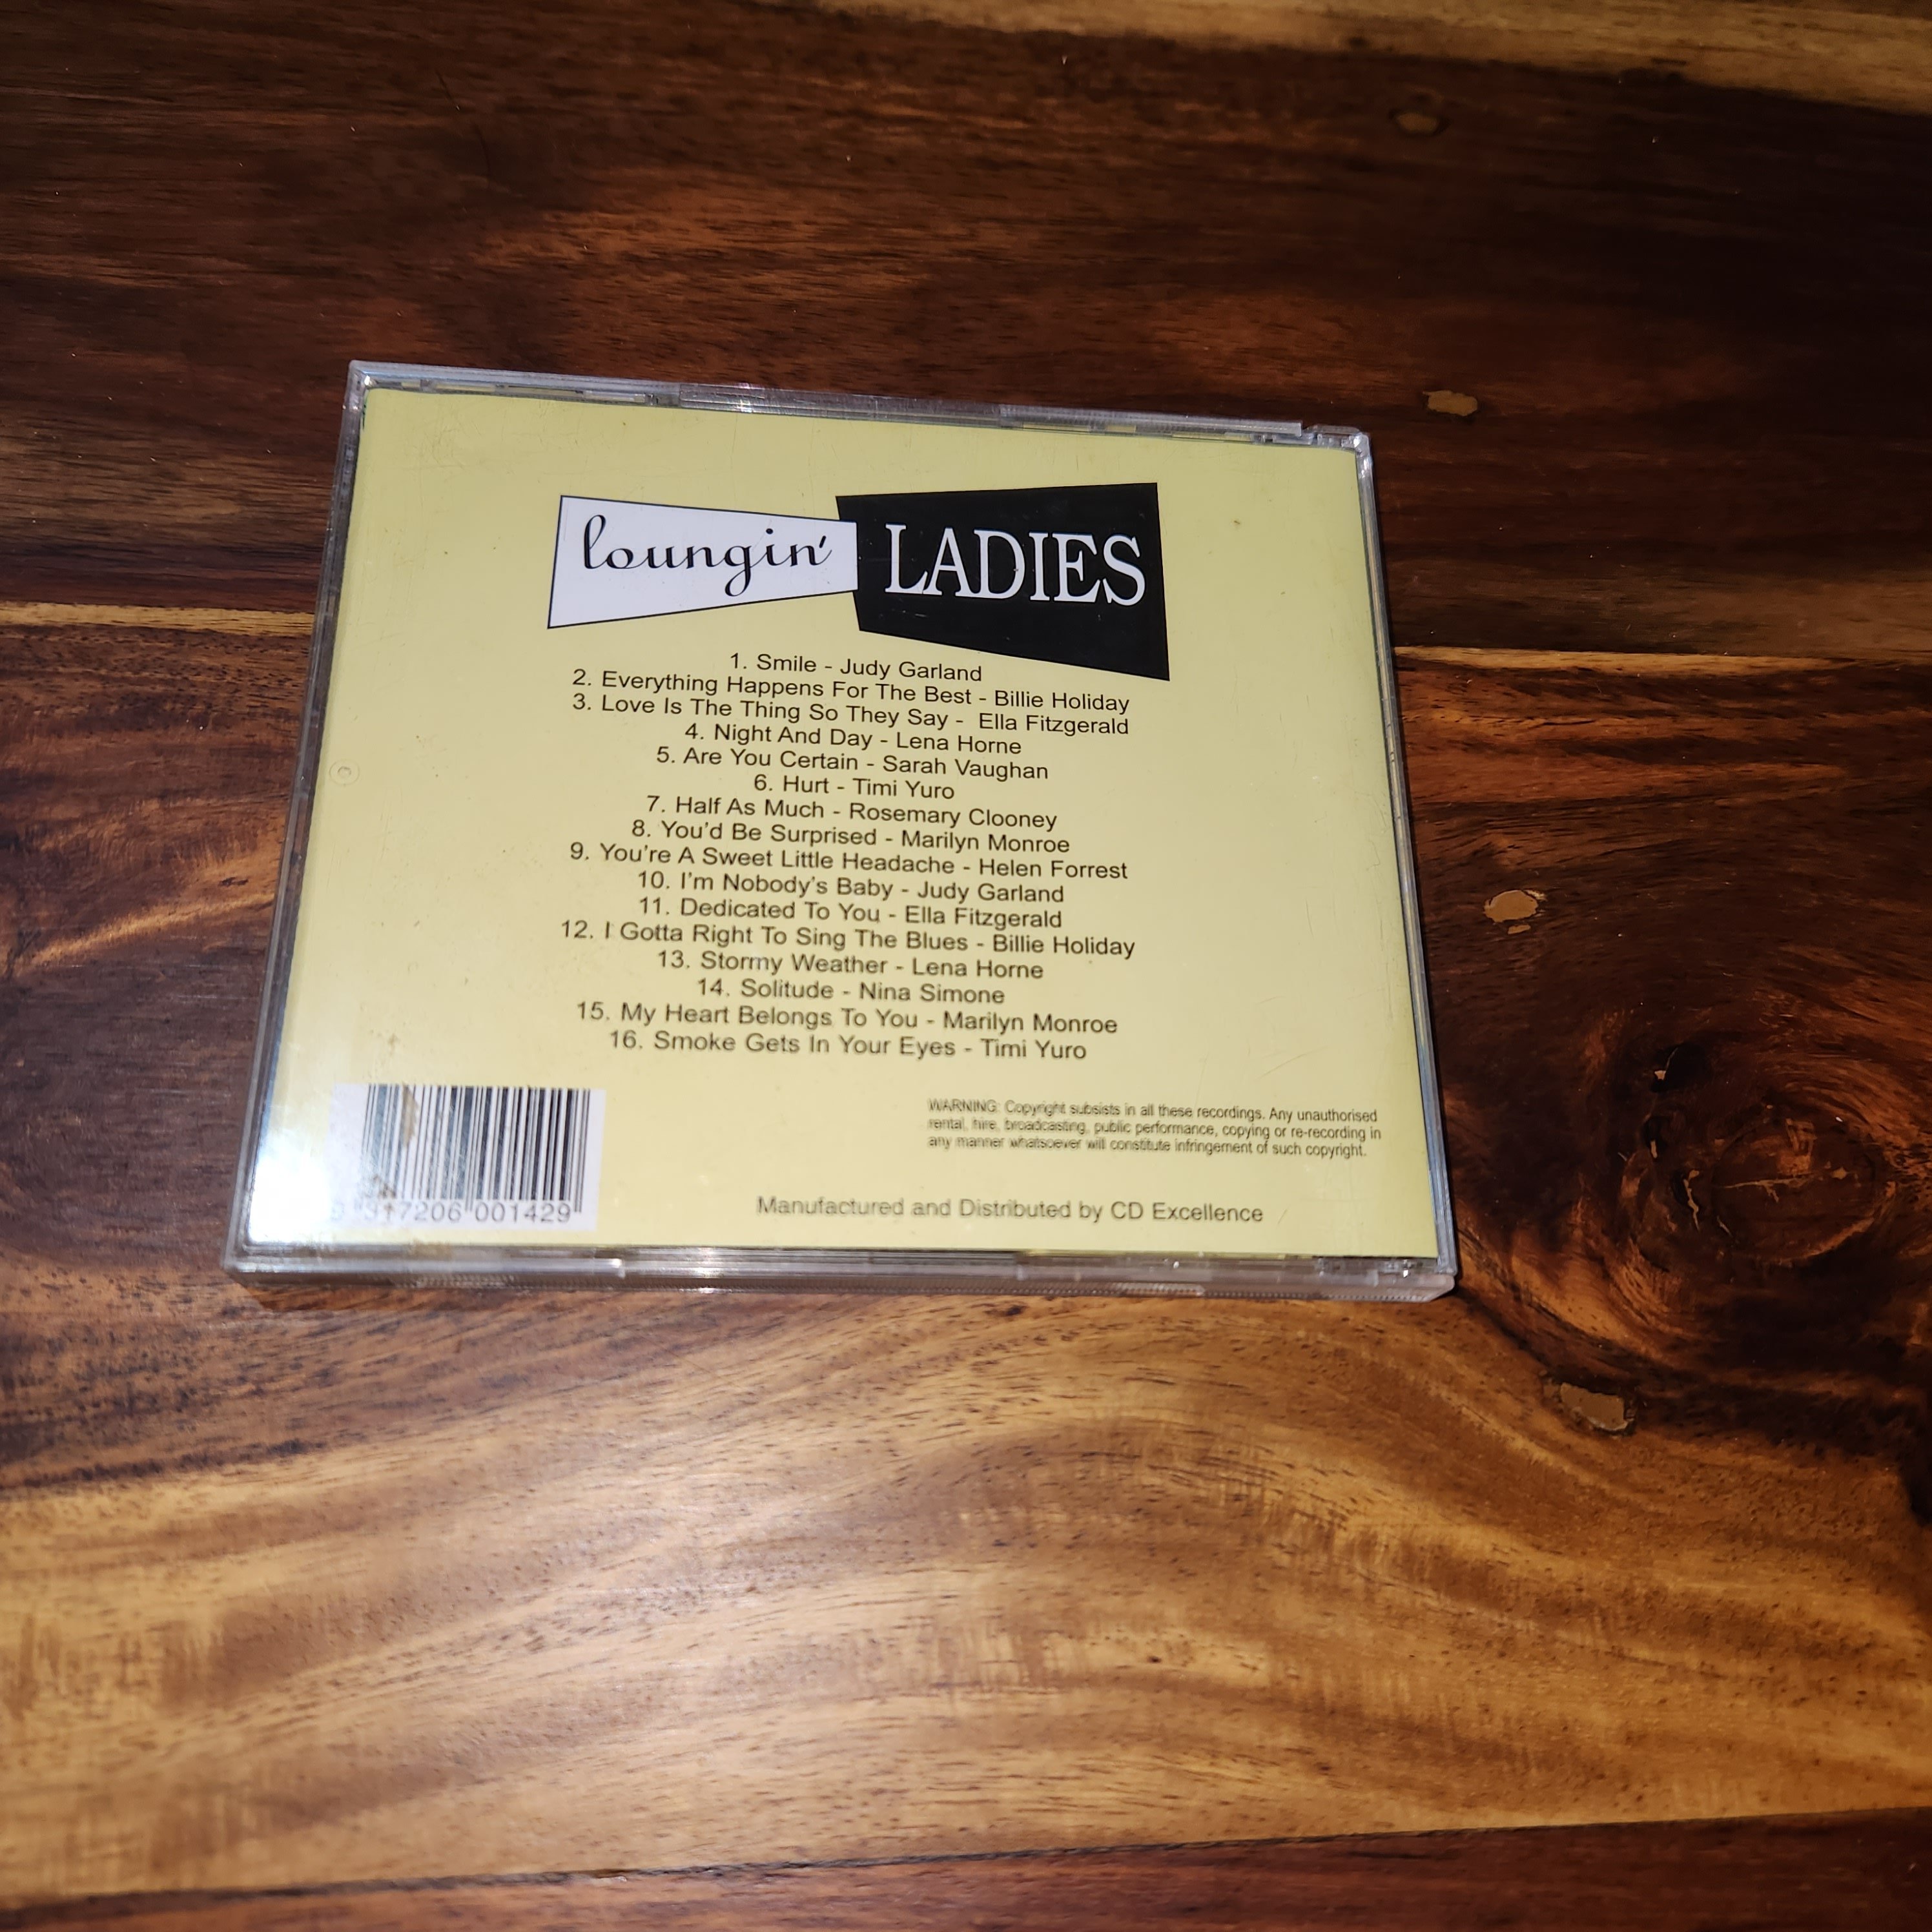 loungin' LADIES
1. Smile - Judy Garland
2. Everything Happens For The Best - Billie Holiday
3. Love Is The Thing So They Say - Ella Fitzgerald
4. Night And Day - Lena Horne
5. Are You Certain - Sarah Vaughan
6. Hurt - Timi Yuro
7. Half As Much - Rosemary Clooney
8. You'd Be Surprised - Marilyn Monroe
9. You're A Sweet Little Headache - Helen Forrest
10. I'm Nobody's Baby - Judy Garland
11. Dedicated To You - Ella Fitzgerald
12. I Gotta Right To Sing The Blues - Billie Holiday
13. Stormy Weather - Lena Horne
14. Solitude - Nina Simone
15. My Heart Belongs To You - Marilyn Monroe
16. Smoke Gets In Your Eyes - Timi Yuro
WARNING: Copyright subsists in all these recordings. Any unauthorised
rental, hire, broadcasting, public performance, copying or re-recording in
any manner whatsoever will constitute infringement of such copyright.
9 317206 001429
Manufactured and Distributed by CD Excellence